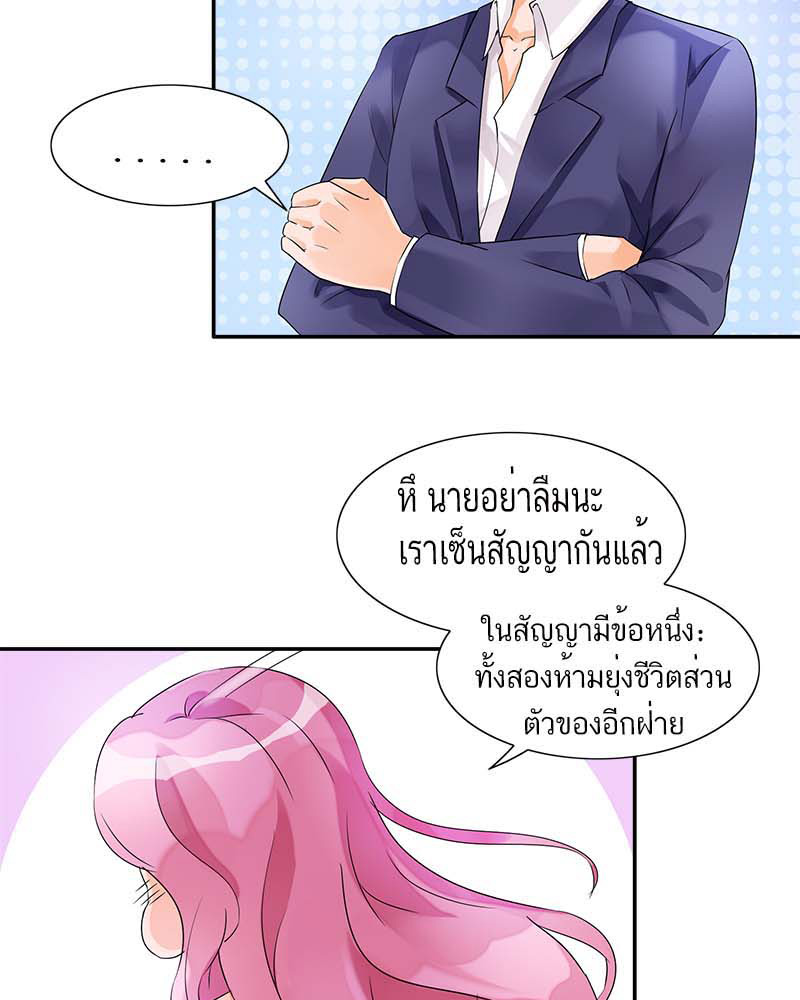 .....
หึ นายอย่าลืมนะ
เราเซ็นสัญญากันแล้ว
ในสัญญามีข้อหนึ่ง:
ทั้งสองห้ามยุ่งชีวิตส่วน
ตัวของอีกฝ่าย